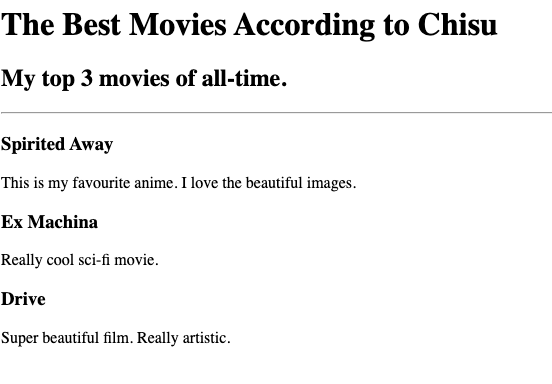 The Best Movies According to Chisu
My top 3 movies of all-time.
Spirited Away
This is my favourite anime. I love the beautiful images.
Ex Machina
Really cool sci-fi movie.
Drive
Super beautiful film. Really artistic.